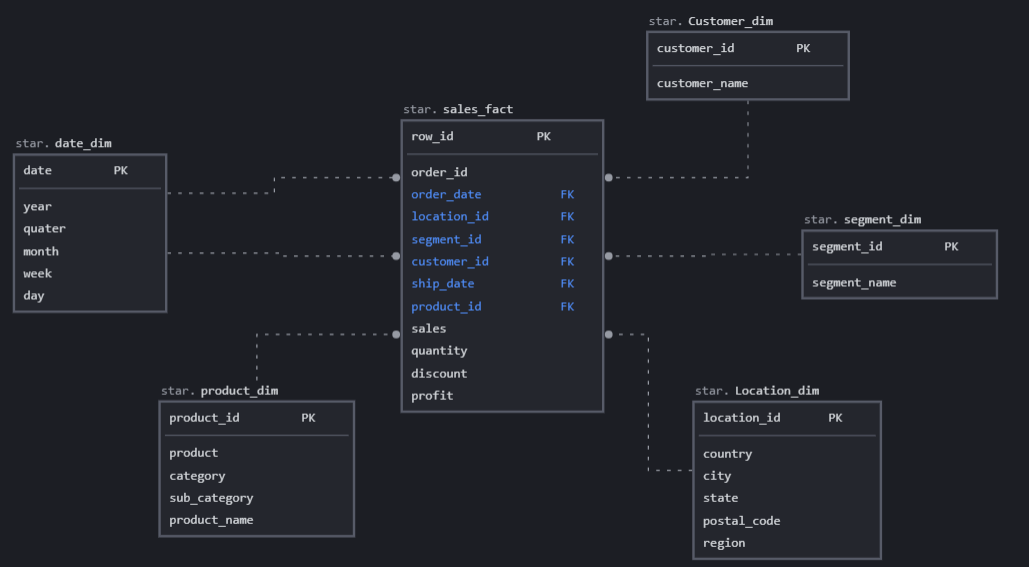 star. Customer_dim
customer_id PK
customer_name
star. sales_fact
row_id PK
order_id
order_date FK
location_id FK
segment_id FK
customer_id FK
ship_date FK
product_id FK
sales
quantity
discount
profit
star. date_dim
date PK
year
quater
month
week
day
star. segment_dim
segment_id PK
segment_name
star. product_dim
product_id PK
product
category
sub_category
product_name
star. Location_dim
location_id PK
country
city
state
postal_code
region